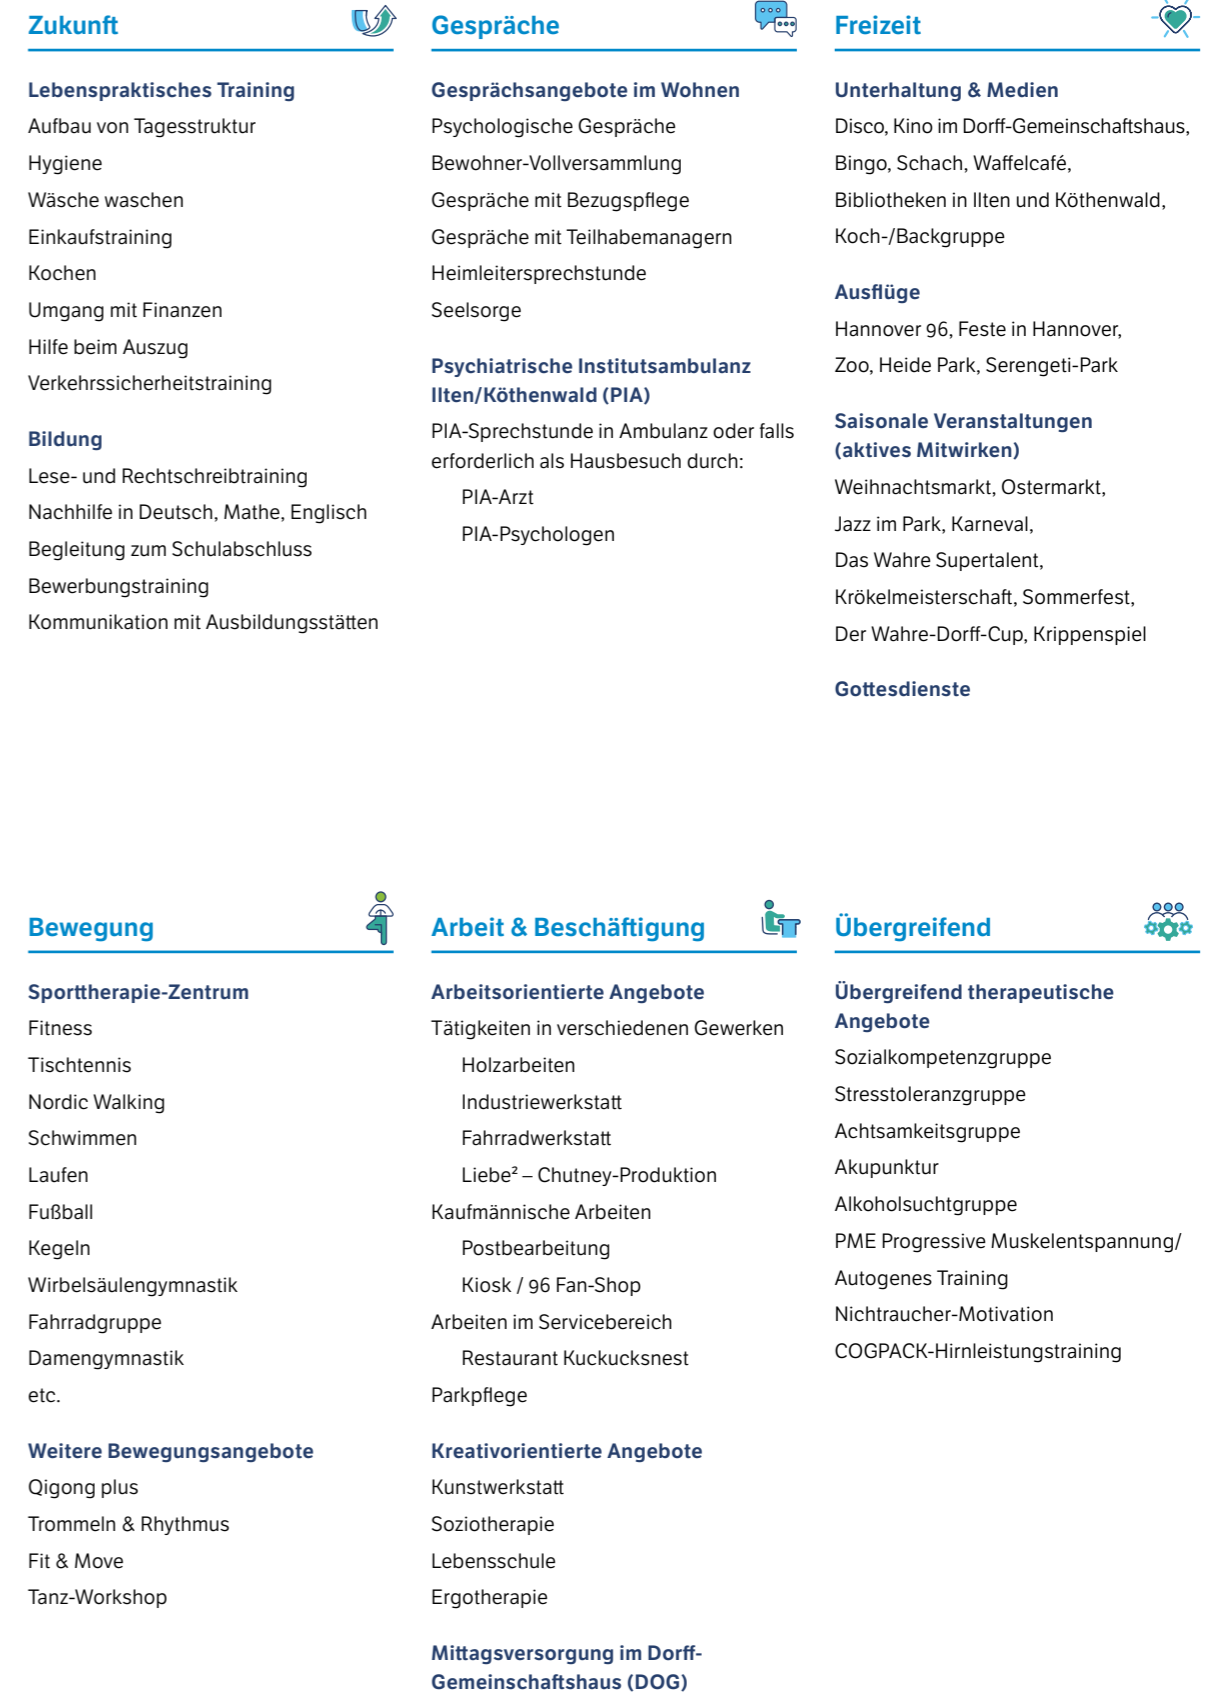 Zukunft
Lebenspraktisches Training
Aufbau von Tagesstruktur
Hygiene
Wäsche waschen
Einkaufstraining
Kochen
Umgang mit Finanzen
Hilfe beim Auszug
Verkehrssicherheitstraining
Bildung
Lese- und Rechtschreibtraining
Nachhilfe in Deutsch, Mathe, Englisch
Begleitung zum Schulabschluss
Bewerbungstraining
Kommunikation mit Ausbildungsstätten
Gespräche
Gesprächsangebote im Wohnen
Psychologische Gespräche
Bewohner-Vollversammlung
Gespräche mit Bezugspflege
Gespräche mit Teilhabemanagern
Heimleitersprechstunde
Seelsorge
Psychiatrische Institutsambulanz
Ilten/Köthenwald (PIA)
PIA-Sprechstunde in Ambulanz oder falls
erforderlich als Hausbesuch durch:
PIA-Arzt
PIA-Psychologen
Freizeit
Unterhaltung & Medien
Disco, Kino im Dorff-Gemeinschaftshaus,
Bingo, Schach, Waffelcafé,
Bibliotheken in Ilten und Köthenwald,
Koch-/Backgruppe
Ausflüge
Hannover 96, Feste in Hannover,
Zoo, Heide Park, Serengeti-Park
Saisonale Veranstaltungen
(aktives Mitwirken)
Weihnachtsmarkt, Ostermarkt,
Jazz im Park, Karneval,
Das Wahre Supertalent,
Krökelmeisterschaft, Sommerfest,
Der Wahre-Dorff-Cup, Krippenspiel
Gottesdienste
Bewegung
Sporttherapie-Zentrum
Fitness
Tischtennis
Nordic Walking
Schwimmen
Laufen
Fußball
Kegeln
Wirbelsäulengymnastik
Fahrradgruppe
Damengymnastik
etc.
Weitere Bewegungsangebote
Qigong plus
Trommeln & Rhythmus
Fit & Move
Tanz-Workshop
Arbeit & Beschäftigung
Arbeitsorientierte Angebote
Tätigkeiten in verschiedenen Gewerken
Holzarbeiten
Industriewerkstatt
Fahrradwerkstatt
Liebe² – Chutney-Produktion
Kaufmännische Arbeiten
Postbearbeitung
Kiosk / 96 Fan-Shop
Arbeiten im Servicebereich
Restaurant Kuckucksnest
Parkpflege
Kreativorientierte Angebote
Kunstwerkstatt
Soziotherapie
Lebensschule
Ergotherapie
Mittagsversorgung im Dorff-
Gemeinschaftshaus (DOG)
Übergreifend
Übergreifend therapeutische
Angebote
Sozialkompetenzgruppe
Stresstoleranzgruppe
Achtsamkeitsgruppe
Akupunktur
Alkoholsuchtgruppe
PME Progressive Muskelentspannung/
Autogenes Training
Nichtraucher-Motivation
COGPACK-Hirnleistungstraining